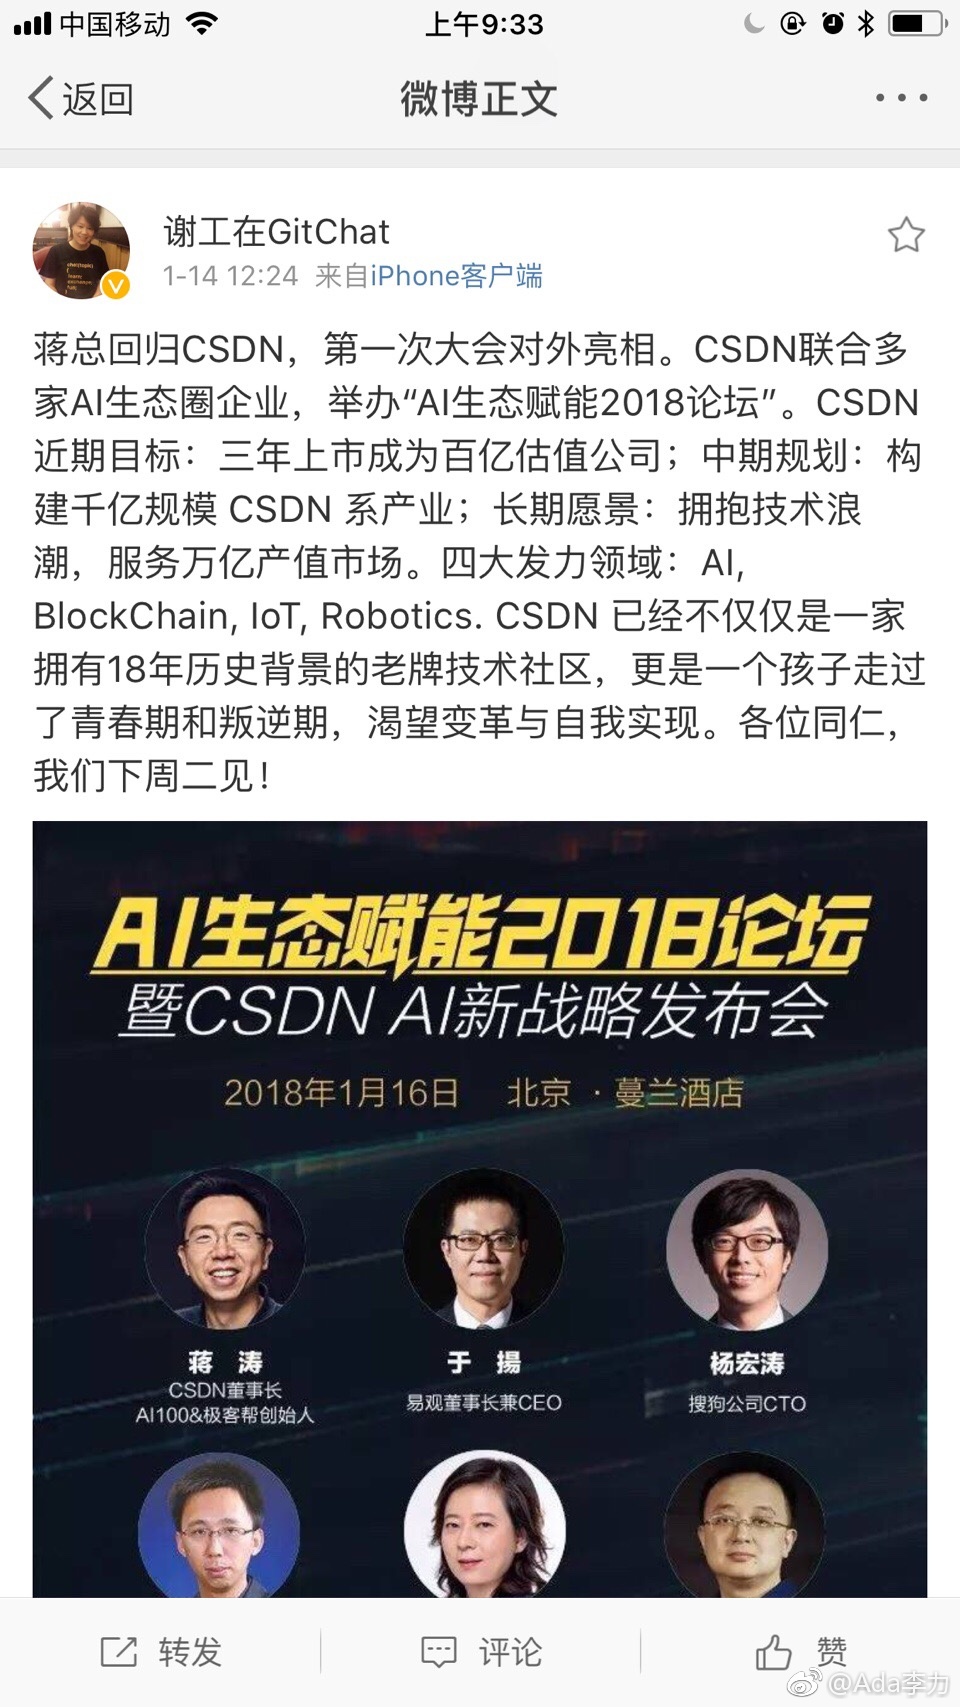 中国移动
上午9:33
返回
微博正文
谢工在GitChat
1-14 12:24 来自iPhone客户端
蒋总回归CSDN，第一次大会对外亮相。CSDN联合多
家AI生态圈企业，举办“AI生态赋能2018论坛”。CSDN
近期目标：三年上市成为百亿估值公司；中期规划：构
建千亿规模 CSDN 系产业；长期愿景：拥抱技术浪
潮，服务万亿产值市场。四大发力领域：AI,
BlockChain, IoT, Robotics. CSDN 已经不仅仅是一家
拥有18年历史背景的老牌技术社区，更是一个孩子走过
了青春期和叛逆期，渴望变革与自我实现。各位同仁，
我们下周二见！
AI生态赋能2018论坛
暨CSDN AI新战略发布会
2018年1月16日 北京 · 蔓兰酒店
蒋 涛
CSDN董事长
AI100&极客帮创始人
于 揚
易观董事长兼CEO
杨宏涛
搜狗公司CTO
转发
评论
赞
@Ada李力